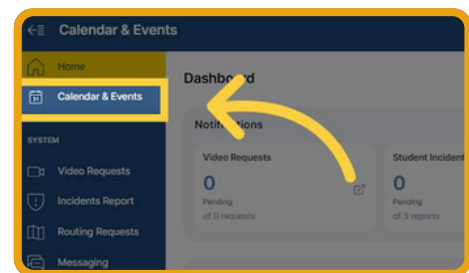 Calendar & Events
Home
Calendar & Events
SYSTEM
Video Requests
Incidents Report
Routing Requests
Messaging
Dashboard
Notifications
Video Requests
0
Pending
of 0 requests
Student Incident
0
Pending
of 3 reports